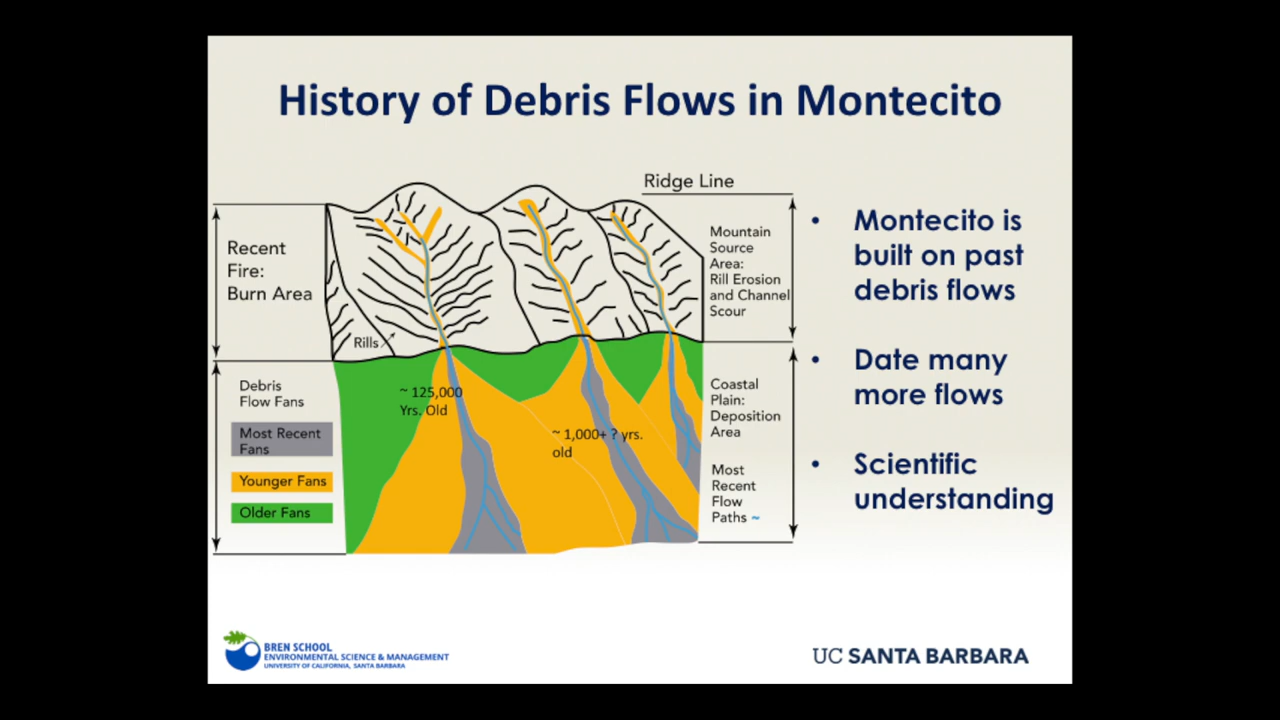 History of Debris Flows in Montecito
Ridge Line
Recent
Fire:
Burn Area
Rills
Mountain
Source
Area:
Rill Erosion
and Channel
Scour
Debris
Flow Fans
Most Recent
Fans
Younger Fans
Older Fans
~ 125,000
Yrs. Old
~ 1,000+ ? yrs.
old
Coastal
Plain:
Deposition
Area
Most
Recent
Flow
Paths ~
• Montecito is
built on past
debris flows
• Date many
more flows
• Scientific
understanding
BREN SCHOOL
ENVIRONMENTAL SCIENCE & MANAGEMENT
UNIVERSITY OF CALIFORNIA, SANTA BARBARA
UC SANTA BARBARA